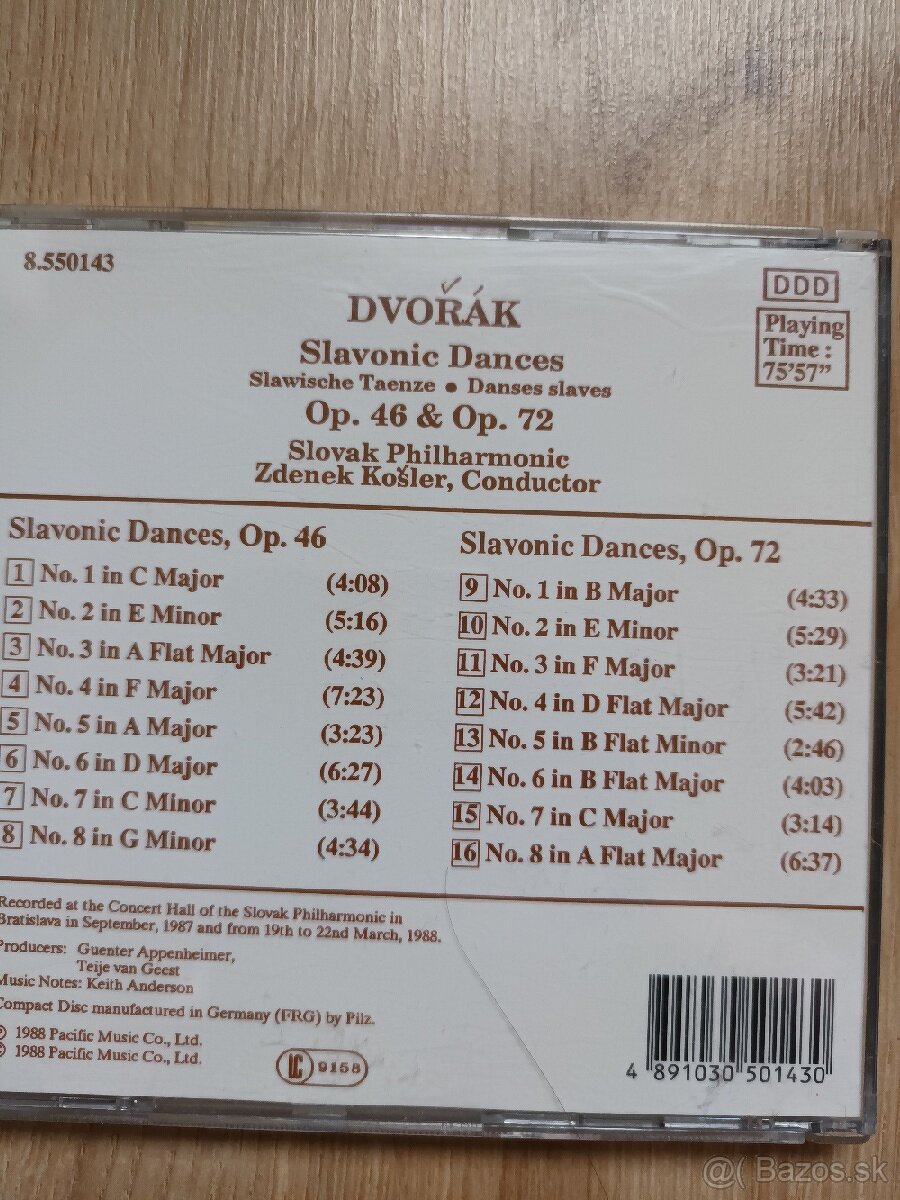 8.550143
DVOŘÁK
DDD
Playing
Time :
75'57"
Slavonic Dances
Slawische Taenze • Danses slaves
Op. 46 & Op. 72
Slovak Philharmonic
Zdenek Košler, Conductor
Slavonic Dances, Op. 46
1 No. 1 in C Major (4:08)
2 No. 2 in E Minor (5:16)
3 No. 3 in A Flat Major (4:39)
4 No. 4 in F Major (7:23)
5 No. 5 in A Major (3:23)
6 No. 6 in D Major (6:27)
7 No. 7 in C Minor (3:44)
8 No. 8 in G Minor (4:34)
Slavonic Dances, Op. 72
9 No. 1 in B Major (4:33)
10 No. 2 in E Minor (5:29)
11 No. 3 in F Major (3:21)
12 No. 4 in D Flat Major (5:42)
13 No. 5 in B Flat Minor (2:46)
14 No. 6 in B Flat Major (4:03)
15 No. 7 in C Major (3:14)
16 No. 8 in A Flat Major (6:37)
Recorded at the Concert Hall of the Slovak Philharmonic in
Bratislava in September, 1987 and from 19th to 22nd March, 1988.
Producers: Guenter Appenheimer,
Teije van Geest
Music Notes: Keith Anderson
Compact Disc manufactured in Germany (FRG) by Pilz.
℗ 1988 Pacific Music Co., Ltd.
© 1988 Pacific Music Co., Ltd.
LC 9158
4 891030 501430
@( Bazos.sk